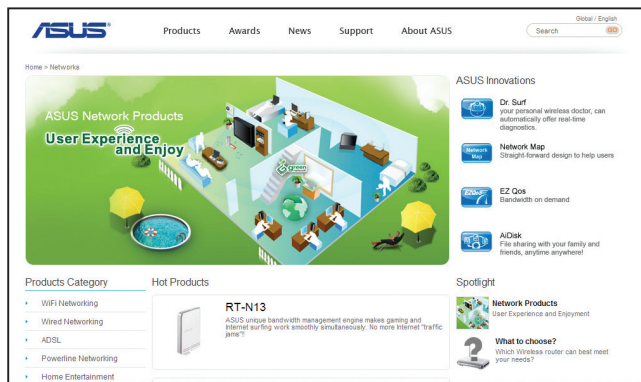 ASUS
Products
Awards
News
Support
About ASUS
Global / English
Search
GO
Home > Networks
ASUS Network Products
User Experience
and Enjoy
green
ASUS Innovations
Dr. Surf
your personal wireless doctor, can
automatically offer real-time
diagnostics.
Network
Map
Network Map
Straight-forward design to help users
EZQoS
EZ Qos
Bandwidth on demand
AiDisk
File sharing with your family and
friends, anytime anywhere!
Products Category
WiFi Networking
Wired Networking
ADSL
Powerline Networking
Home Entertainment
Hot Products
RT-N13
ASUS unique bandwidth management engine makes gaming and
Internet surfing work smoothly simultaneously. No more Internet "traffic
jams"!!
Spotlight
Network Products
User Experience and Enjoyment
What to choose?
Which Wireless router can best meet
your needs?